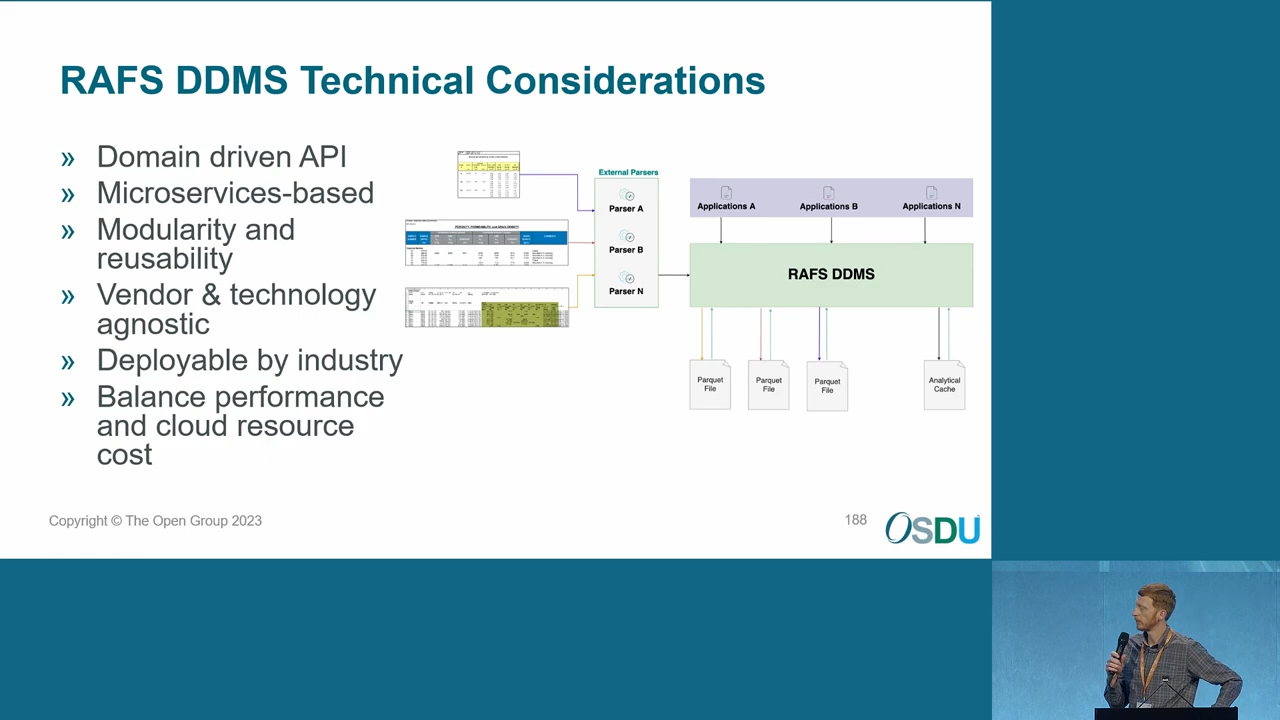 RAFS DDMS Technical Considerations
» Domain driven API
» Microservices-based
» Modularity and
reusability
» Vendor & technology
agnostic
» Deployable by industry
» Balance performance
and cloud resource
cost
External Parsers
Parser A
Parser B
Parser N
Applications A
Applications B
Applications N
RAFS DDMS
Parquet
File
Parquet
File
Parquet
File
Analytical
Cache
Copyright © The Open Group 2023
188
OSDU